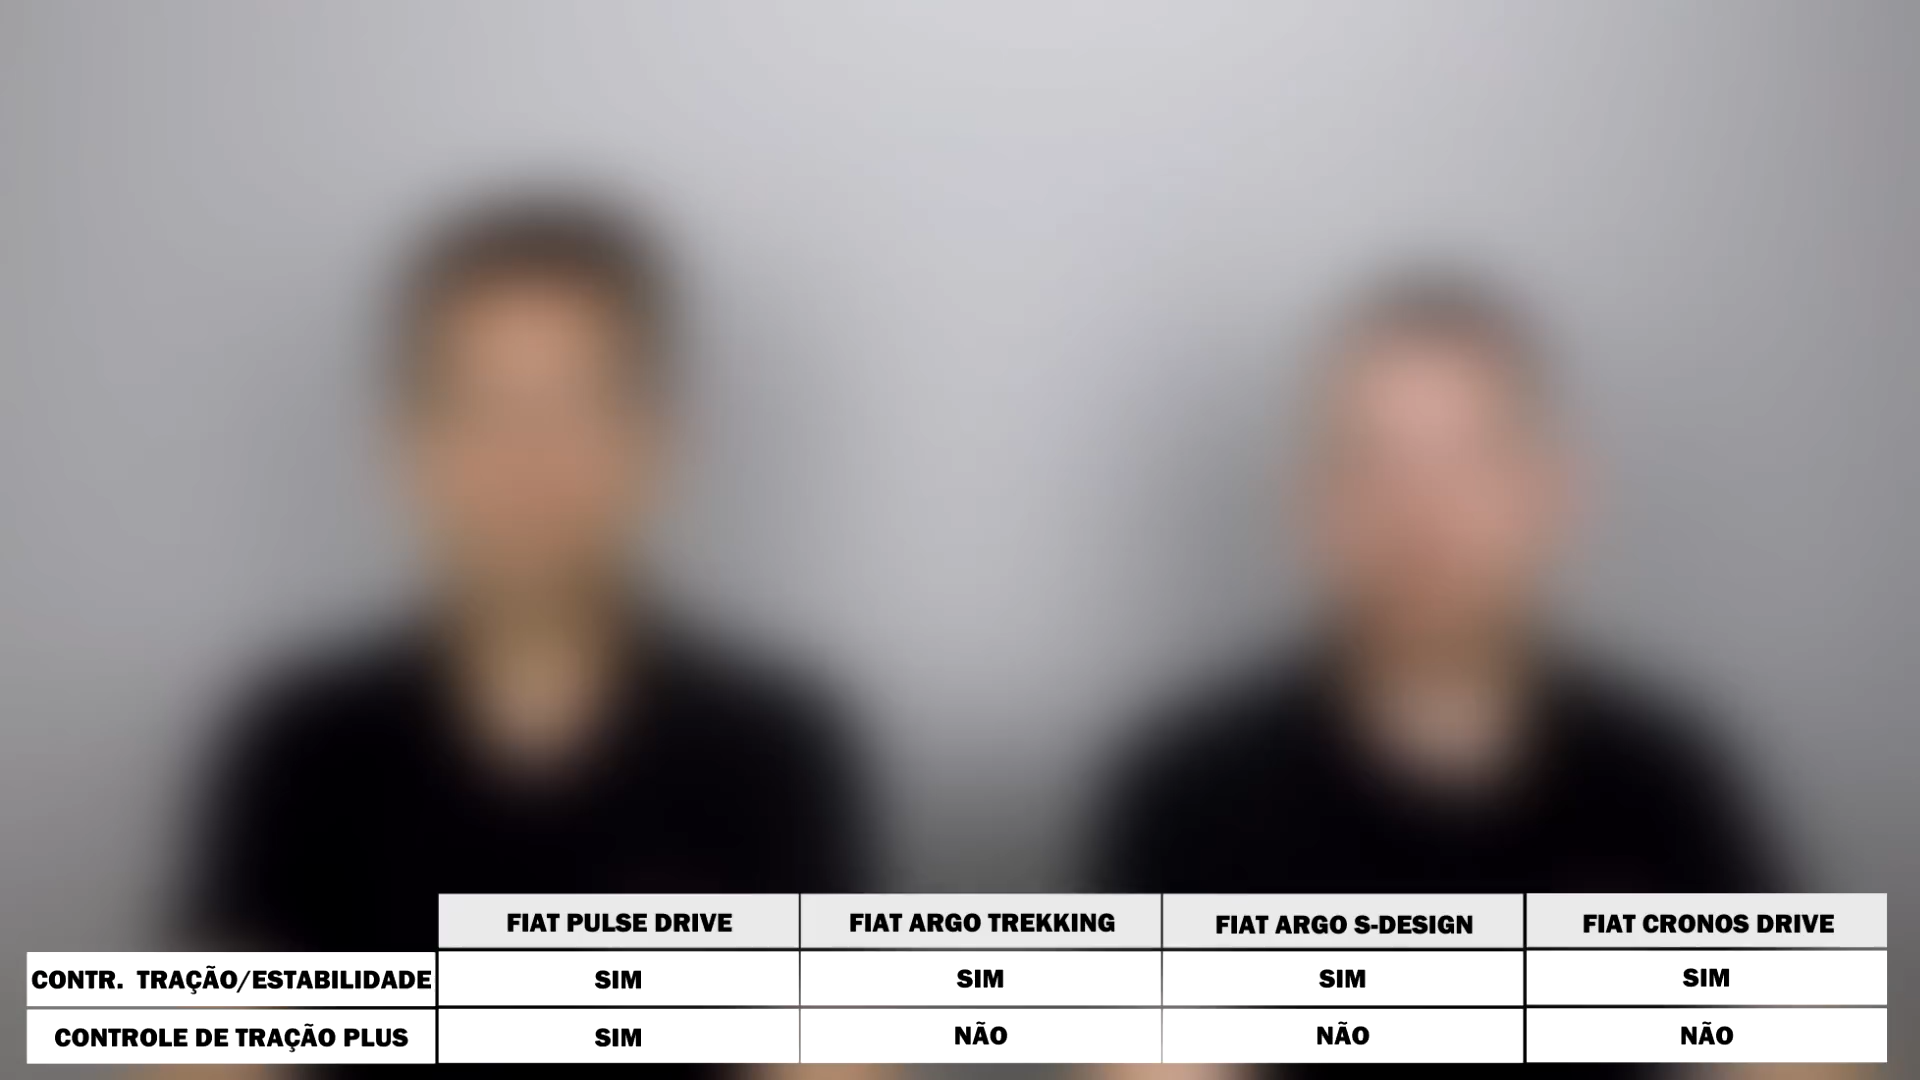 FIAT PULSE DRIVE FIAT ARGO TREKKING FIAT ARGO S-DESIGN FIAT CRONOS DRIVE
CONTR. TRAÇÃO/ESTABILIDADE SIM SIM SIM SIM
CONTROLE DE TRAÇÃO PLUS SIM NÃO NÃO NÃO